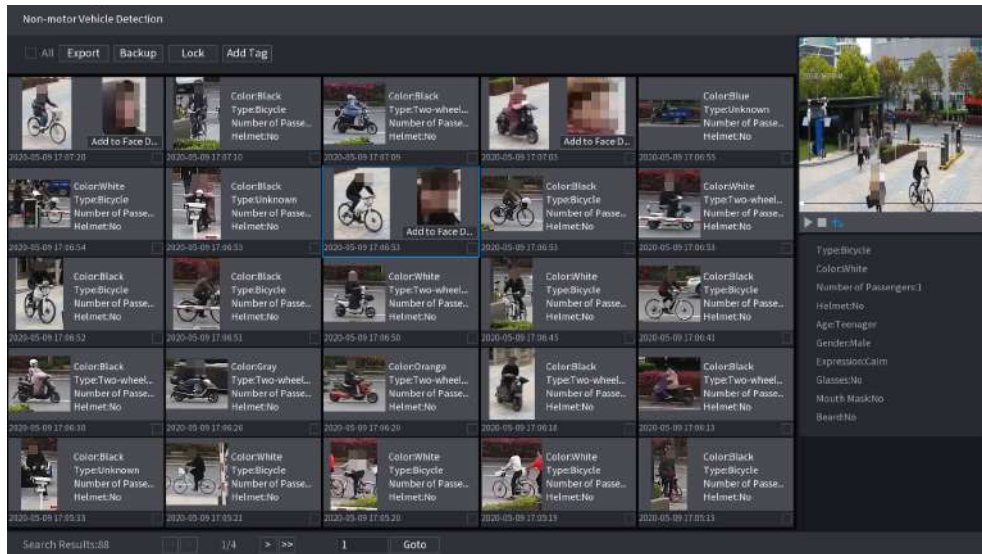 Non-motor Vehicle Detection
All Export Backup Lock Add Tag
Add to Face D...
2020-05-09 17:07:20
Color:Black
Type:Bicycle
Number of Passe...
Helmet:No
2020-05-09 17:07:10
Color:Black
Type:Two-wheel...
Number of Passe...
Helmet:No
2020-05-09 17:07:09
Add to Face D...
2020-05-09 17:07:03
Color:Blue
Type:Unknown
Number of Passe...
Helmet:No
2020-05-09 17:06:55
Color:White
Type:Bicycle
Number of Passe...
Helmet:No
2020-05-09 17:06:54
Color:Black
Type:Unknown
Number of Passe...
Helmet:No
2020-05-09 17:06:53
Add to Face D...
2020-05-09 17:06:53
Color:Black
Type:Bicycle
Number of Passe...
Helmet:No
2020-05-09 17:06:53
Color:White
Type:Two-wheel...
Number of Passe...
Helmet:No
2020-05-09 17:06:53
Color:Black
Type:Bicycle
Number of Passe...
Helmet:No
2020-05-09 17:06:52
Color:Black
Type:Bicycle
Number of Passe...
Helmet:No
2020-05-09 17:06:51
Color:White
Type:Two-wheel...
Number of Passe...
Helmet:No
2020-05-09 17:06:50
Color:White
Type:Bicycle
Number of Passe...
Helmet:No
2020-05-09 17:06:45
Color:Black
Type:Bicycle
Number of Passe...
Helmet:No
2020-05-09 17:06:41
Color:Black
Type:Two-wheel...
Number of Passe...
Helmet:No
2020-05-09 17:06:30
Color:Gray
Type:Two-wheel...
Number of Passe...
Helmet:No
2020-05-09 17:06:26
Color:Orange
Type:Two-wheel...
Number of Passe...
Helmet:No
2020-05-09 17:06:20
Color:Black
Type:Two-wheel...
Number of Passe...
Helmet:No
2020-05-09 17:06:18
Color:Black
Type:Two-wheel...
Number of Passe...
Helmet:No
2020-05-09 17:06:13
Color:Black
Type:Unknown
Number of Passe...
Helmet:No
2020-05-09 17:05:33
Color:White
Type:Bicycle
Number of Passe...
Helmet:No
2020-05-09 17:05:21
Color:White
Type:Bicycle
Number of Passe...
Helmet:No
2020-05-09 17:05:20
Color:White
Type:Bicycle
Number of Passe...
Helmet:No
2020-05-09 17:05:19
Color:Black
Type:Bicycle
Number of Passe...
Helmet:No
2020-05-09 17:05:13
Type:Bicycle
Color:White
Number of Passengers:1
Helmet:No
Age:Teenager
Gender:Male
Expression:Calm
Glasses:No
Mouth Mask:No
Beard:No
Search Results:88 1/4 > >> 1 Goto